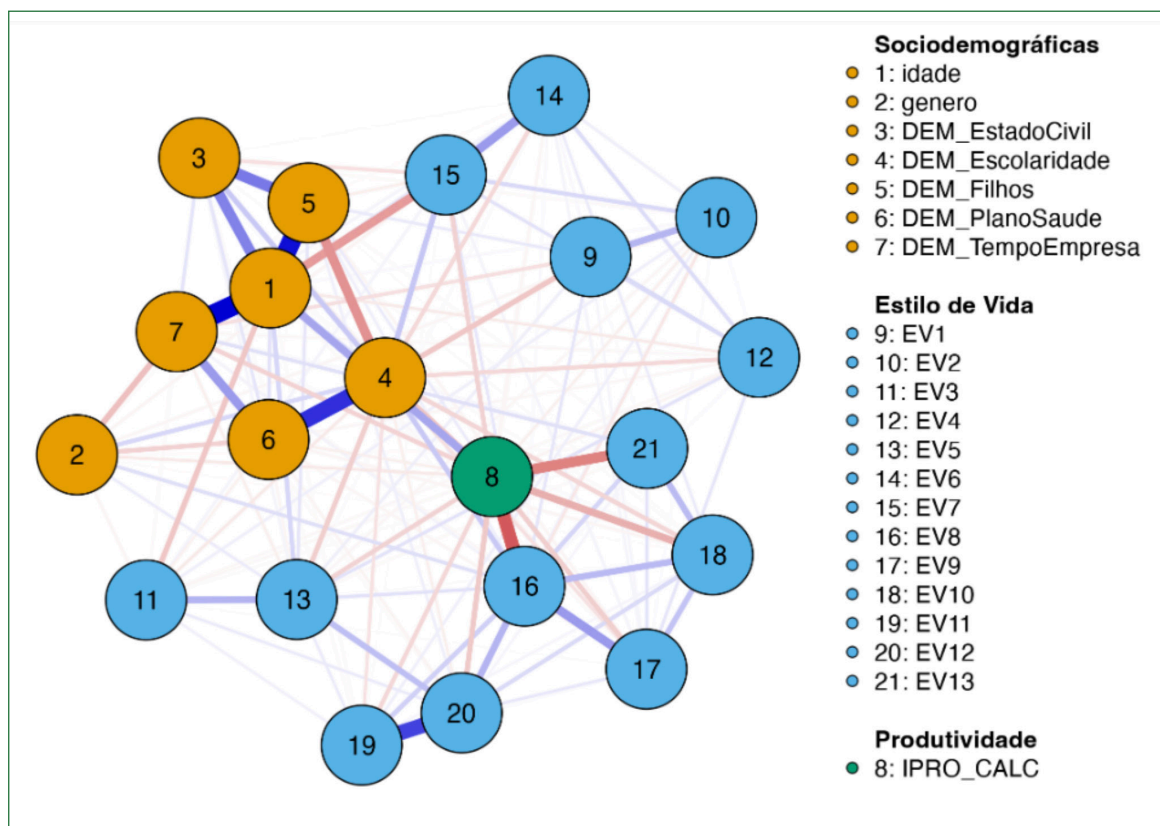 Sociodemográficas
1: idade
2: genero
3: DEM_EstadoCivil
4: DEM_Escolaridade
5: DEM_Filhos
6: DEM_PlanoSaude
7: DEM_TempoEmpresa
Estilo de Vida
9: EV1
10: EV2
11: EV3
12: EV4
13: EV5
14: EV6
15: EV7
16: EV8
17: EV9
18: EV10
19: EV11
20: EV12
21: EV13
Produtividade
8: IPRO_CALC
14
3
15
5
10
9
1
7
12
4
6
21
2
8
18
16
11
13
17
20
19